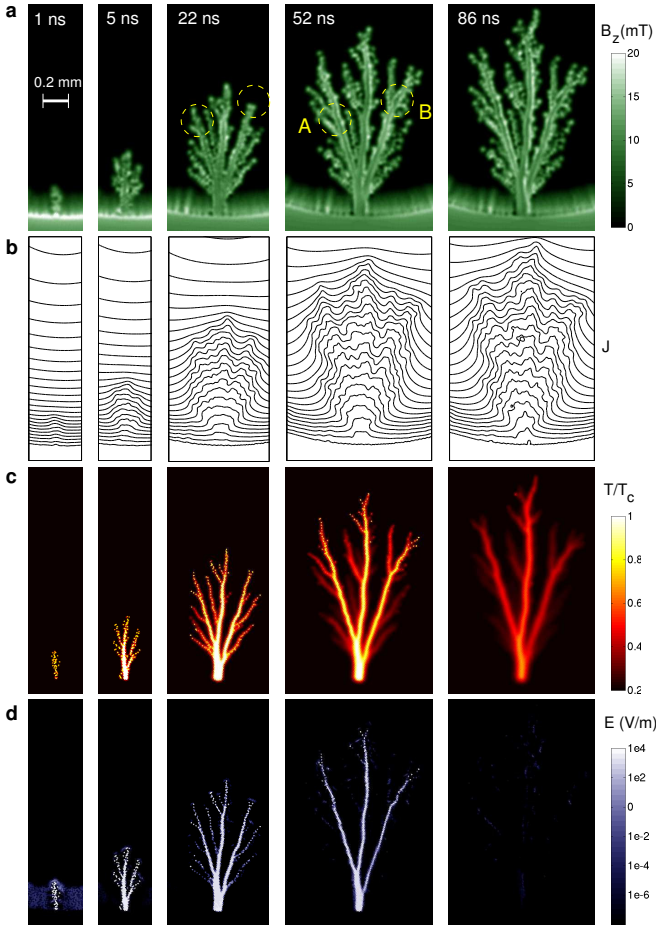 a
1 ns
5 ns
22 ns
52 ns
86 ns
0.2 mm
A
B
B_z(mT)
20
15
10
5
0
b
J
c
T/T_c
1
0.8
0.6
0.4
0.2
d
E (V/m)
1e4
1e2
0
1e-2
1e-4
1e-6